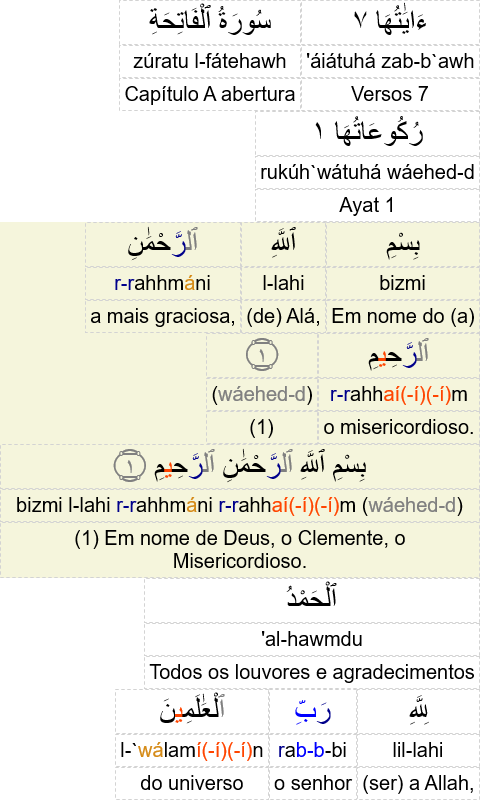 سُورَةُ ٱلْفَاتِحَةِ ءَايَٰتُهَا ٧
zúratu l-fátehawh 'áiátuhá zab-b`awh
Capítulo A abertura Versos 7
رُكُوعَاتُهَا ١
rukúh`wátuhá wáehed-d
Ayat 1
بِسْمِ ٱللَّهِ ٱلرَّحْمَٰنِ
r-rahhmáni l-lahi bizmi
a mais graciosa, (de) Alá, Em nome do (a)
ٱلرَّحِيمِ ١
(wáehed-d) r-rahhaí(-í)(-í)m
(1) o misericordioso.
بِسْمِ ٱللَّهِ ٱلرَّحْمَٰنِ ٱلرَّحِيمِ ١
bizmi l-lahi r-rahhmáni r-rahhaí(-í)(-í)m (wáehed-d)
(1) Em nome de Deus, o Clemente, o
Misericordioso.
ٱلْحَمْدُ
'al-hawmdu
Todos os louvores e agradecimentos
لِلَّهِ رَبِّ ٱلْعَٰلَمِينَ
l-`wálamí(-í)(-í)n rab-b-bi lil-lahi
do universo o senhor (ser) a Allah,